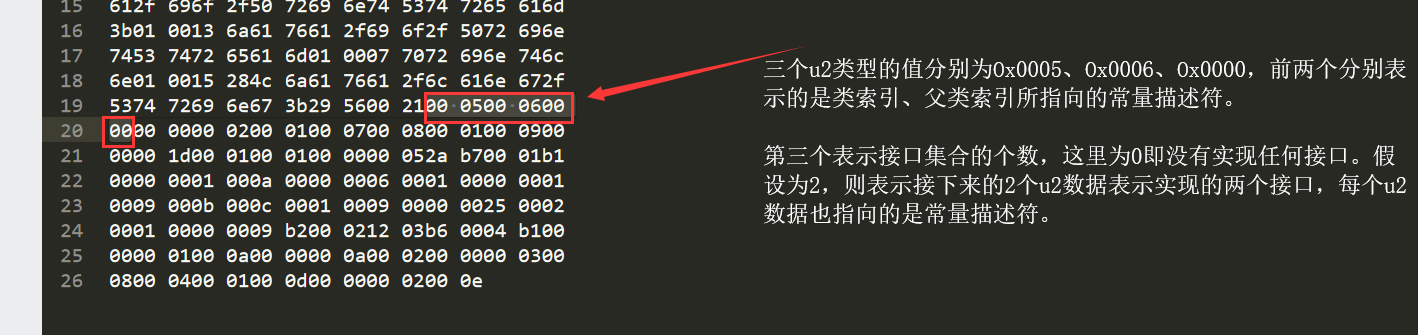 15 612f 696f 2f50 7269 6e74 5374 7265 616d
16 3b01 0013 6a61 7661 2f69 6f2f 5072 696e
17 7453 7472 6561 6d01 0007 7072 696e 746c
18 6e01 0015 284c 6a61 7661 2f6c 616e 672f
19 5374 7269 6e67 3b29 5600 2100 0500 0600
20 0000 0000 0200 0100 0700 0800 0100 0900
21 0000 1d00 0100 0100 0000 052a b700 01b1
22 0000 0001 000a 0000 0006 0001 0000 0001
23 0009 000b 000c 0001 0009 0000 0025 0002
24 0001 0000 0009 b200 0212 03b6 0004 b100
25 0000 0100 0a00 0000 0a00 0200 0000 0300
26 0800 0400 0100 0d00 0000 0200 0e
三个u2类型的值分别为0x0005、0x0006、0x0000，前两个分别表
示的是类索引、父类索引所指向的常量描述符。
第三个表示接口集合的个数，这里为0即没有实现任何接口。假
设为2，则表示接下来的2个u2数据表示实现的两个接口，每个u2
数据也指向的是常量描述符。